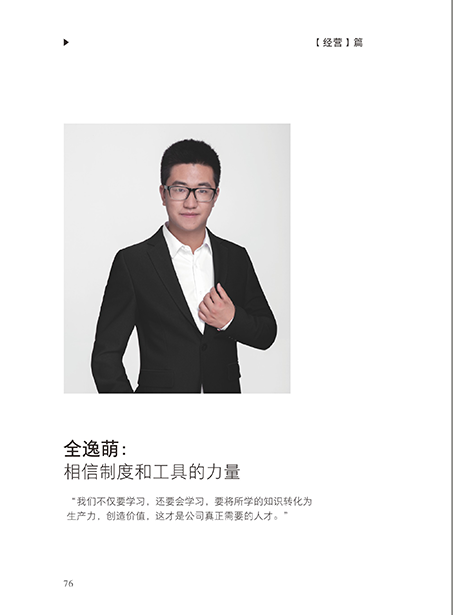 【经营】篇
全逸萌：
相信制度和工具的力量
“我们不仅要学习，还要会学习，要将所学的知识转化为
生产力，创造价值，这才是公司真正需要的人才。”
76